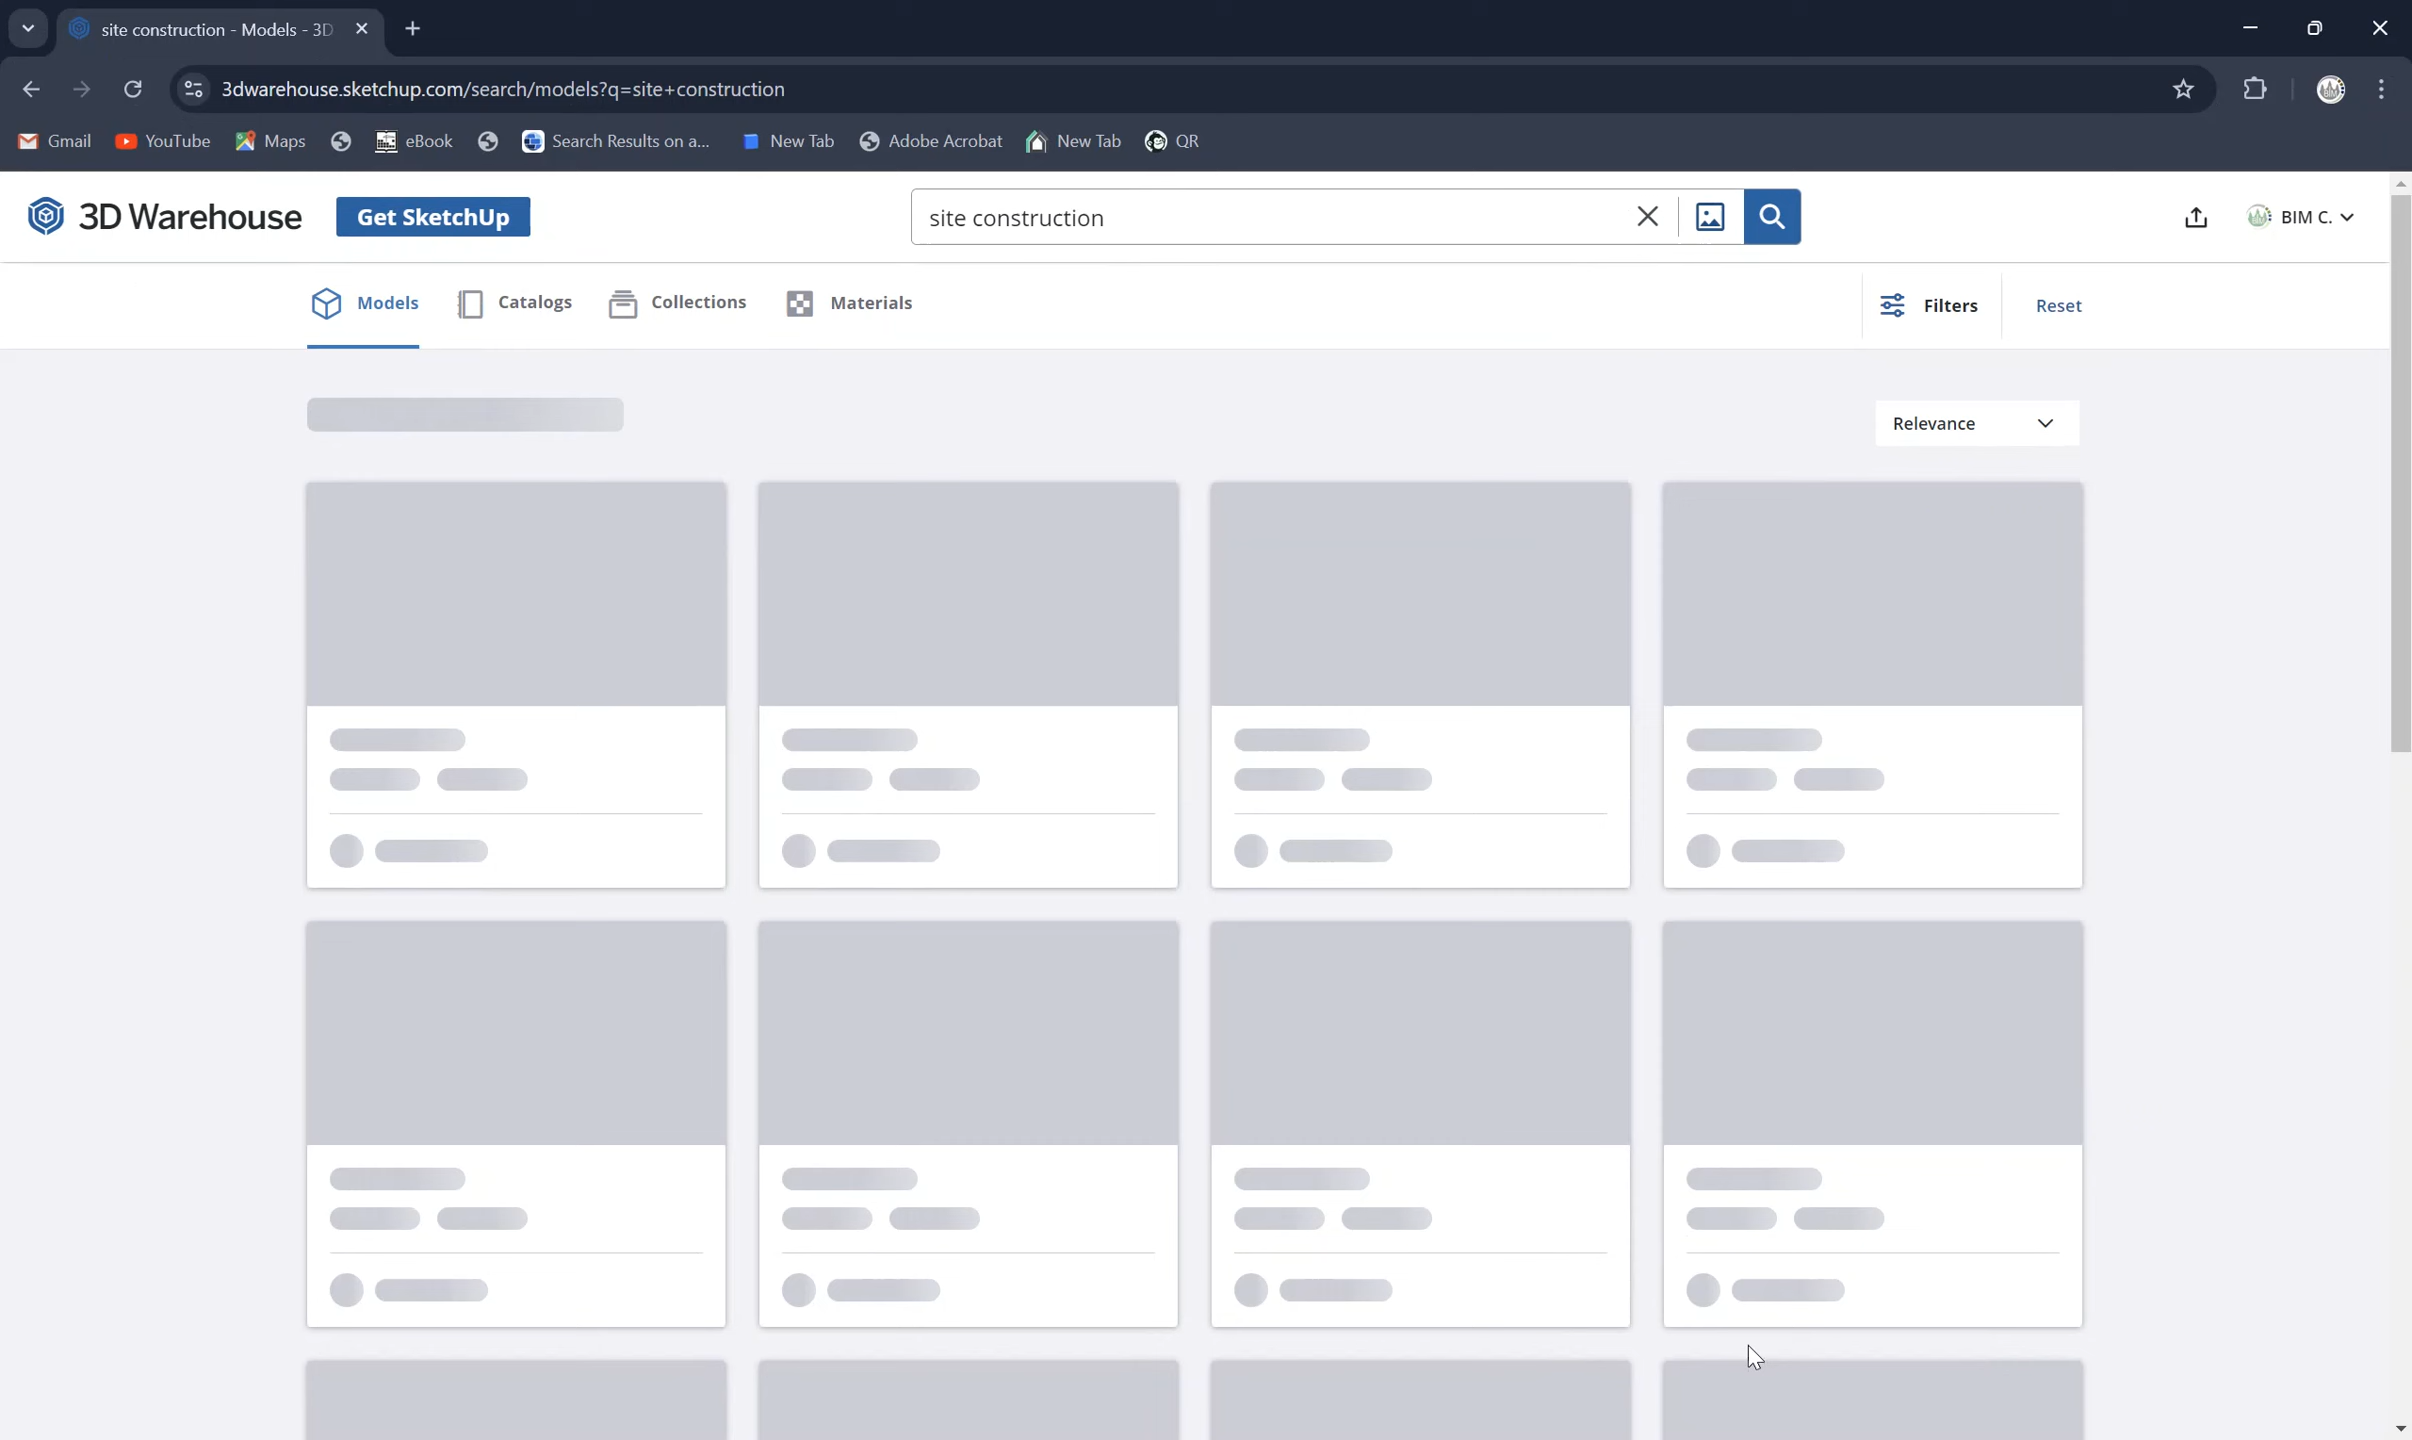 site construction - Models - 3D
3dwarehouse.sketchup.com/search/models?q=site+construction
Gmail YouTube Maps eBook Search Results on a... New Tab Adobe Acrobat New Tab QR
3D Warehouse Get SketchUp site construction BIM C.
Models Catalogs Collections Materials Filters Reset
Relevance